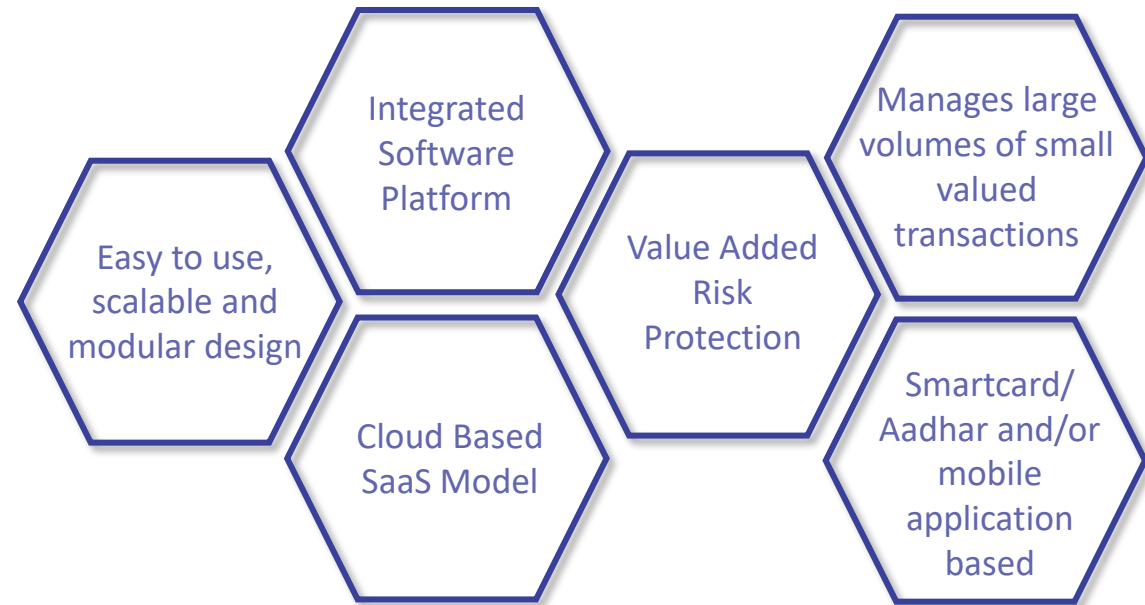 Easy to use,
scalable and
modular design
Integrated
Software
Platform
Cloud Based
SaaS Model
Value Added
Risk
Protection
Manages large
volumes of small
valued
transactions
Smartcard/
Aadhar and/or
mobile
application
based